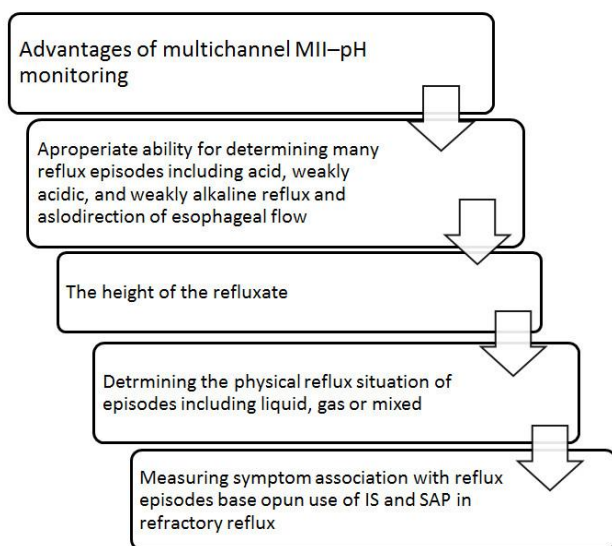 Advantages of multichannel MII–pH
monitoring
Aproperiate ability for determining many
reflux episodes including acid, weakly
acidic, and weakly alkaline reflux and
aslodirection of esophageal flow
The height of the refluxate
Detrmining the physical reflux situation of
episodes including liquid, gas or mixed
Measuring symptom association with reflux
episodes base opun use of IS and SAP in
refractory reflux